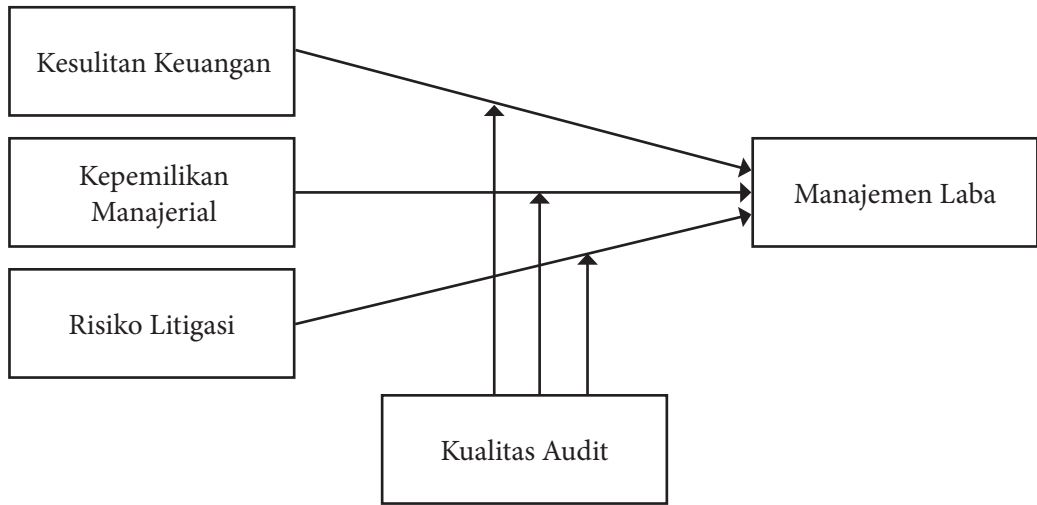 Kesulitan Keuangan
Kepemilikan
Manajerial
Manajemen Laba
Risiko Litigasi
Kualitas Audit